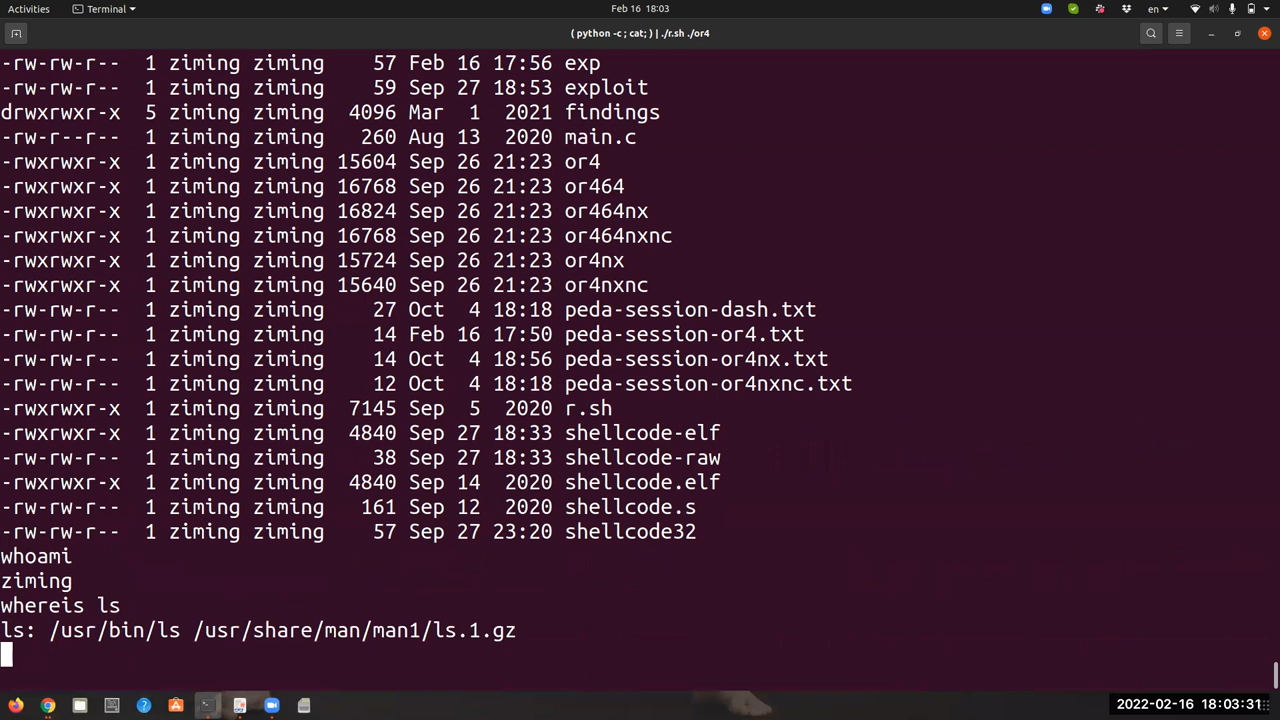 Activities Terminal Feb 16 18:03 en
( python -c ; cat; ) | ./r.sh ./or4
-rw-rw-r-- 1 ziming ziming 57 Feb 16 17:56 exp
-rw-rw-r-- 1 ziming ziming 59 Sep 27 18:53 exploit
drwxrwxr-x 5 ziming ziming 4096 Mar 1 2021 findings
-rw-r--r-- 1 ziming ziming 260 Aug 13 2020 main.c
-rwxrwxr-x 1 ziming ziming 15604 Sep 26 21:23 or4
-rwxrwxr-x 1 ziming ziming 16768 Sep 26 21:23 or464
-rwxrwxr-x 1 ziming ziming 16824 Sep 26 21:23 or464nx
-rwxrwxr-x 1 ziming ziming 16768 Sep 26 21:23 or464nxnc
-rwxrwxr-x 1 ziming ziming 15724 Sep 26 21:23 or4nx
-rwxrwxr-x 1 ziming ziming 15640 Sep 26 21:23 or4nxnc
-rw-rw-r-- 1 ziming ziming 27 Oct 4 18:18 peda-session-dash.txt
-rw-rw-r-- 1 ziming ziming 14 Feb 16 17:50 peda-session-or4.txt
-rw-rw-r-- 1 ziming ziming 14 Oct 4 18:56 peda-session-or4nx.txt
-rw-rw-r-- 1 ziming ziming 12 Oct 4 18:18 peda-session-or4nxnc.txt
-rwxrwxr-x 1 ziming ziming 7145 Sep 5 2020 r.sh
-rwxrwxr-x 1 ziming ziming 4840 Sep 27 18:33 shellcode-elf
-rw-rw-r-- 1 ziming ziming 38 Sep 27 18:33 shellcode-raw
-rwxrwxr-x 1 ziming ziming 4840 Sep 14 2020 shellcode.elf
-rw-rw-r-- 1 ziming ziming 161 Sep 12 2020 shellcode.s
-rw-rw-r-- 1 ziming ziming 57 Sep 27 23:20 shellcode32
whoami
ziming
whereis ls
ls: /usr/bin/ls /usr/share/man/man1/ls.1.gz
2022-02-16 18:03:31